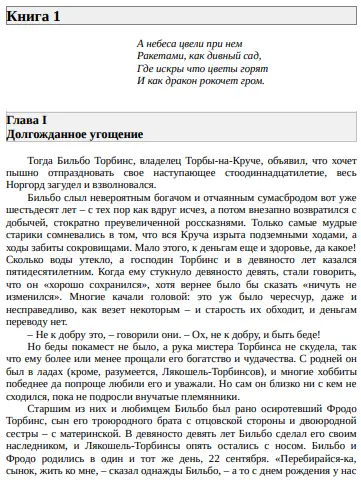 Книга 1
А небеса цвели при нем
Ракетами, как дивный сад,
Где искры что цветы горят
И как дракон рокочет гром.
Глава I
Долгожданное угощение
Тогда Бильбо Торбинс, владелец Торбы-на-Круче, объявил, что хочет
пышно отпраздновать свое наступающее стоодиннадцатилетие, весь
Норгорд загудел и взволновался.
Бильбо слыл невероятным богачом и отчаянным сумасбродом вот уже
шестьдесят лет – с тех пор как вдруг исчез, а потом внезапно возвратился с
добычей, стократно преувеличенной россказнями. Только самые мудрые
старики сомневались в том, что вся Круча изрыта подземными ходами, а
ходы забиты сокровищами. Мало этого, к деньгам еще и здоровье, да какое!
Сколько воды утекло, а господин Торбинс и в девяносто лет казался
пятидесятилетним. Когда ему стукнуло девяносто девять, стали говорить,
что он «хорошо сохранился», хотя вернее было бы сказать «ничуть не
изменился». Многие качали головой: это уж было чересчур, даже и
несправедливо, как везет некоторым – и старость их обходит, и деньгам
переводу нет.
– Не к добру это, – говорили они. – Ох, не к добру, и быть беде!
Но беды покамест не было, а рука мистера Торбинса не скудела, так
что ему более или менее прощали его богатство и чудачества. С родней он
был в ладах (кроме, разумеется, Лякошель-Торбинсов), и многие хоббиты
победнее да попроще любили его и уважали. Но сам он близко ни с кем не
сходился, пока не подросли внучатые племянники.
Старшим из них и любимцем Бильбо был рано осиротевший Фродо
Торбинс, сын его троюродного брата с отцовской стороны и двоюродной
сестры – с материнской. В девяносто девять лет Бильбо сделал его своим
наследником, и Лякошель-Торбинсы опять остались с носом. Бильбо и
Фродо родились в один и тот же день, 22 сентября. «Перебирайся-ка,
сынок, жить ко мне, – сказал однажды Бильбо, – а то с днем рождения у нас